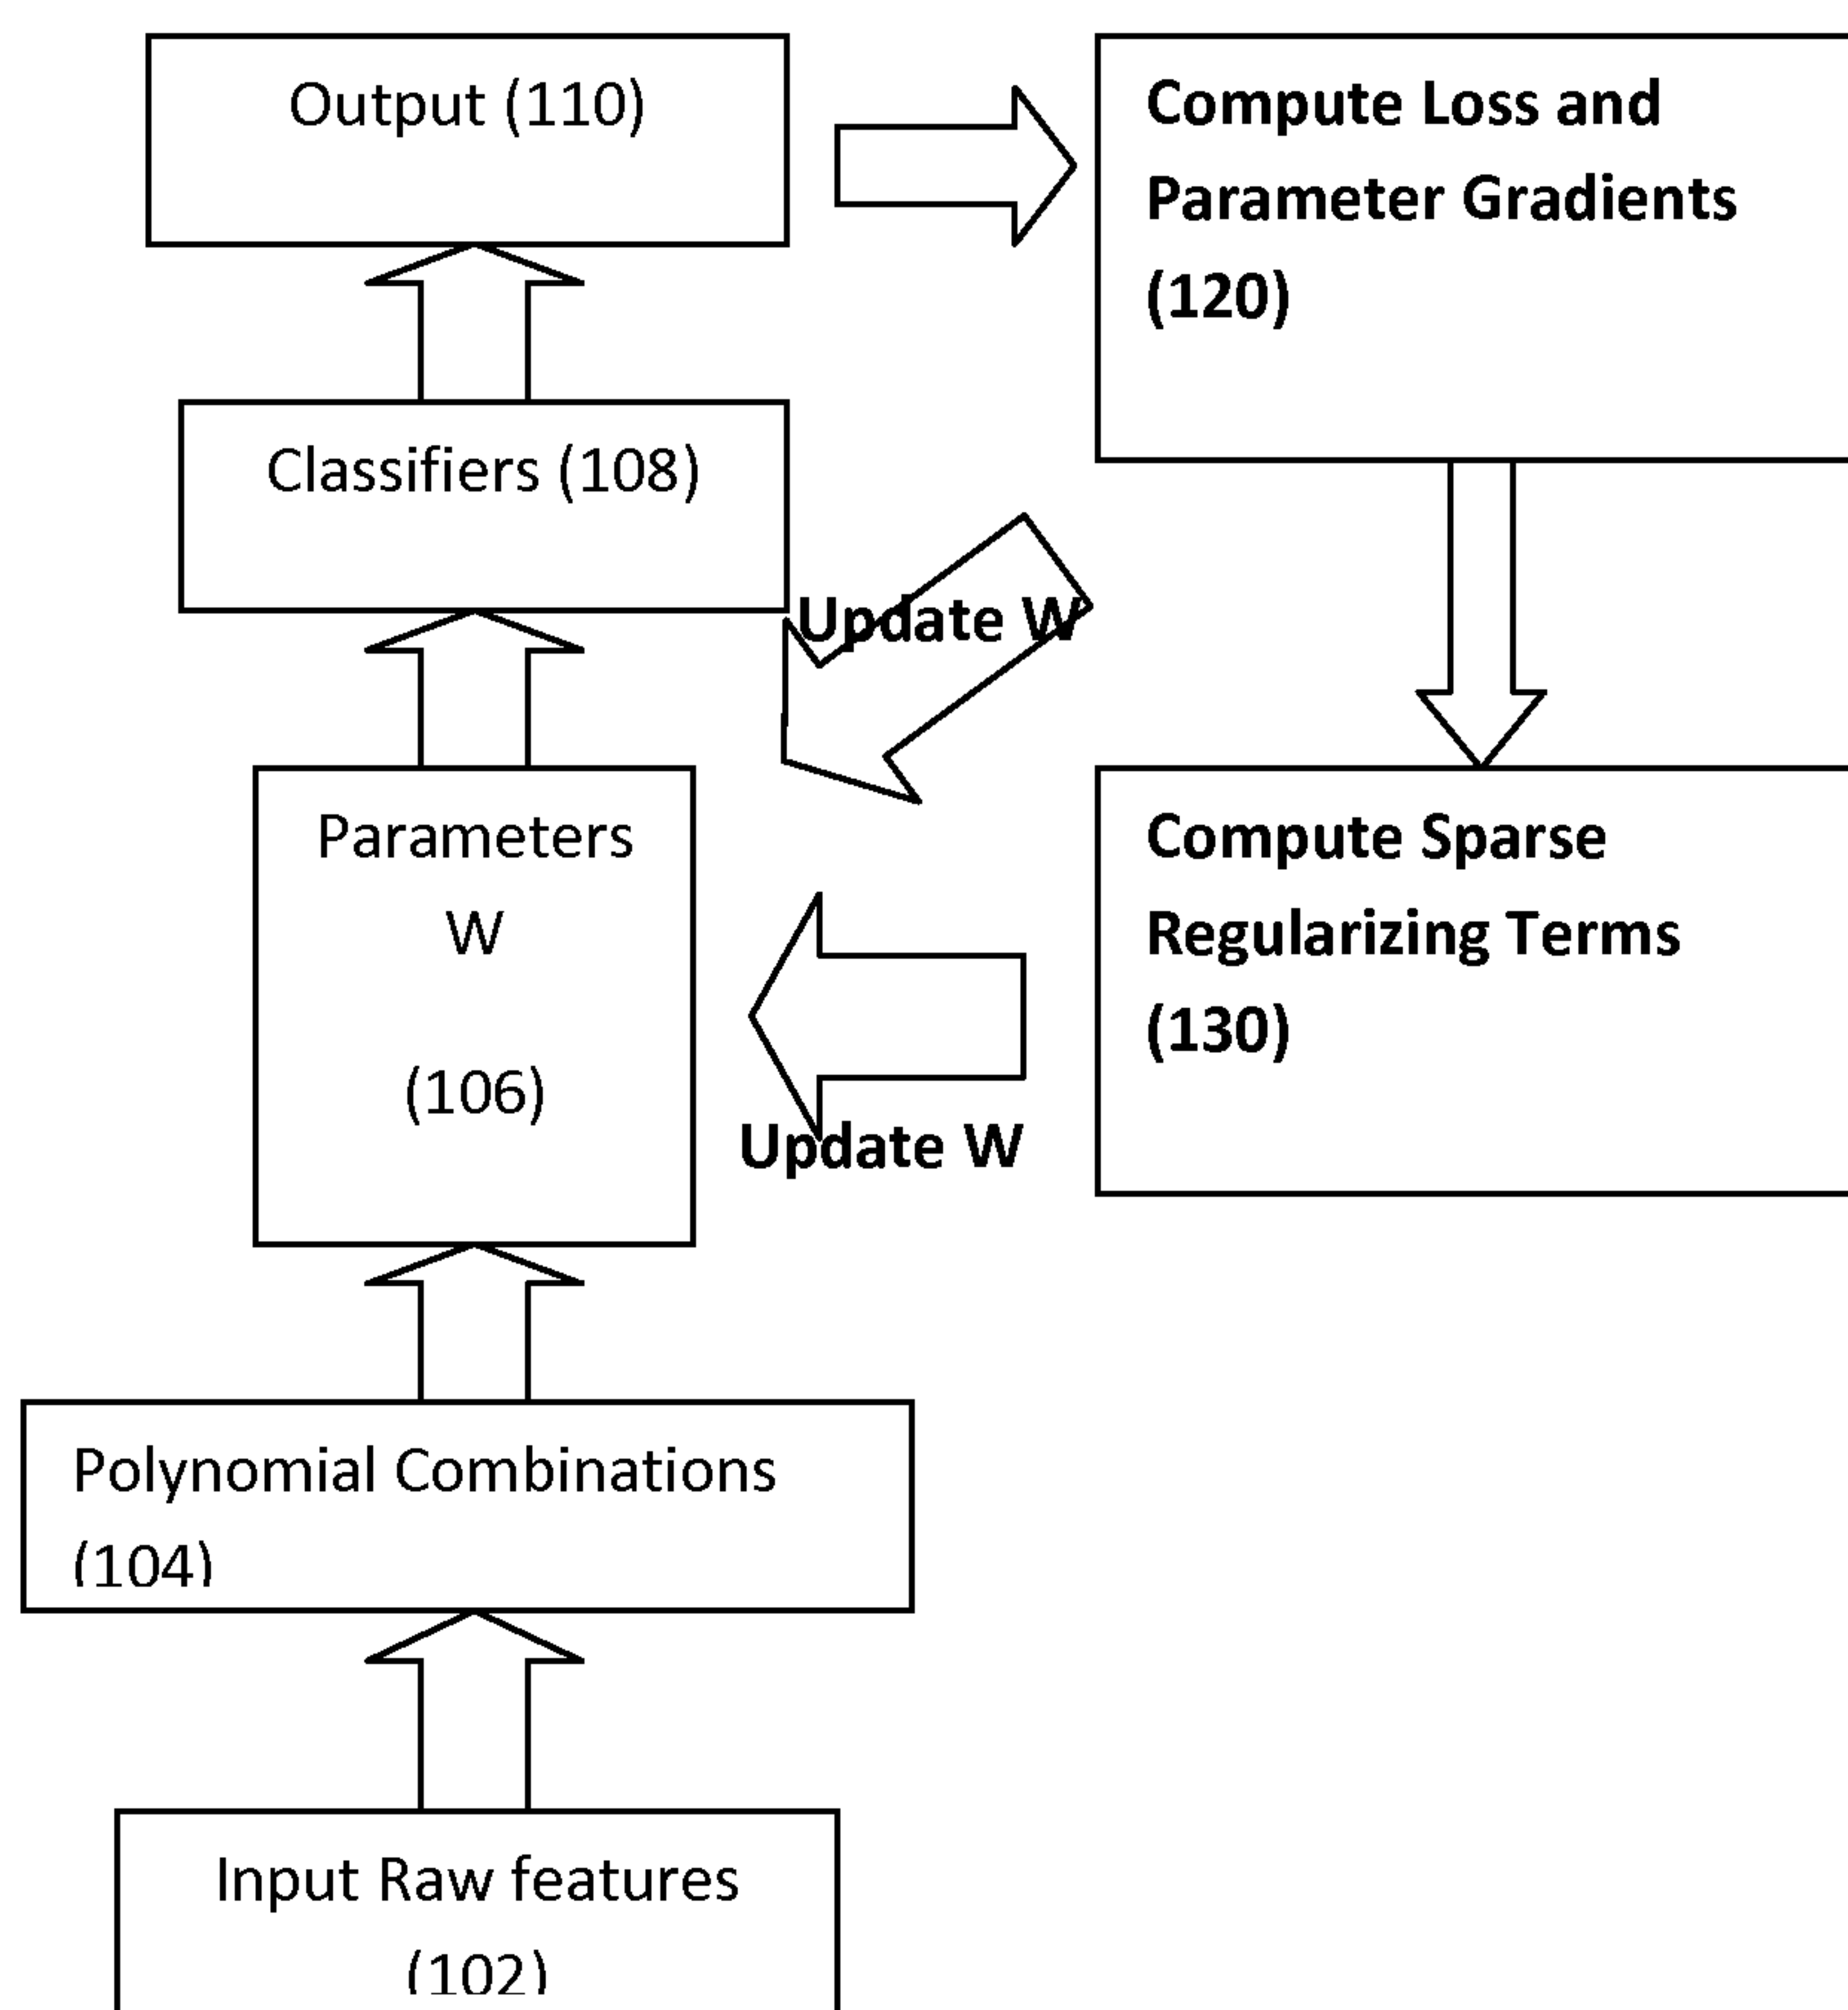 Output (110)
Compute Loss and
Parameter Gradients
(120)
Classifiers (108)
Update W
Parameters
W
(106)
Compute Sparse
Regularizing Terms
(130)
Update W
Polynomial Combinations
(104)
Input Raw features
(102)